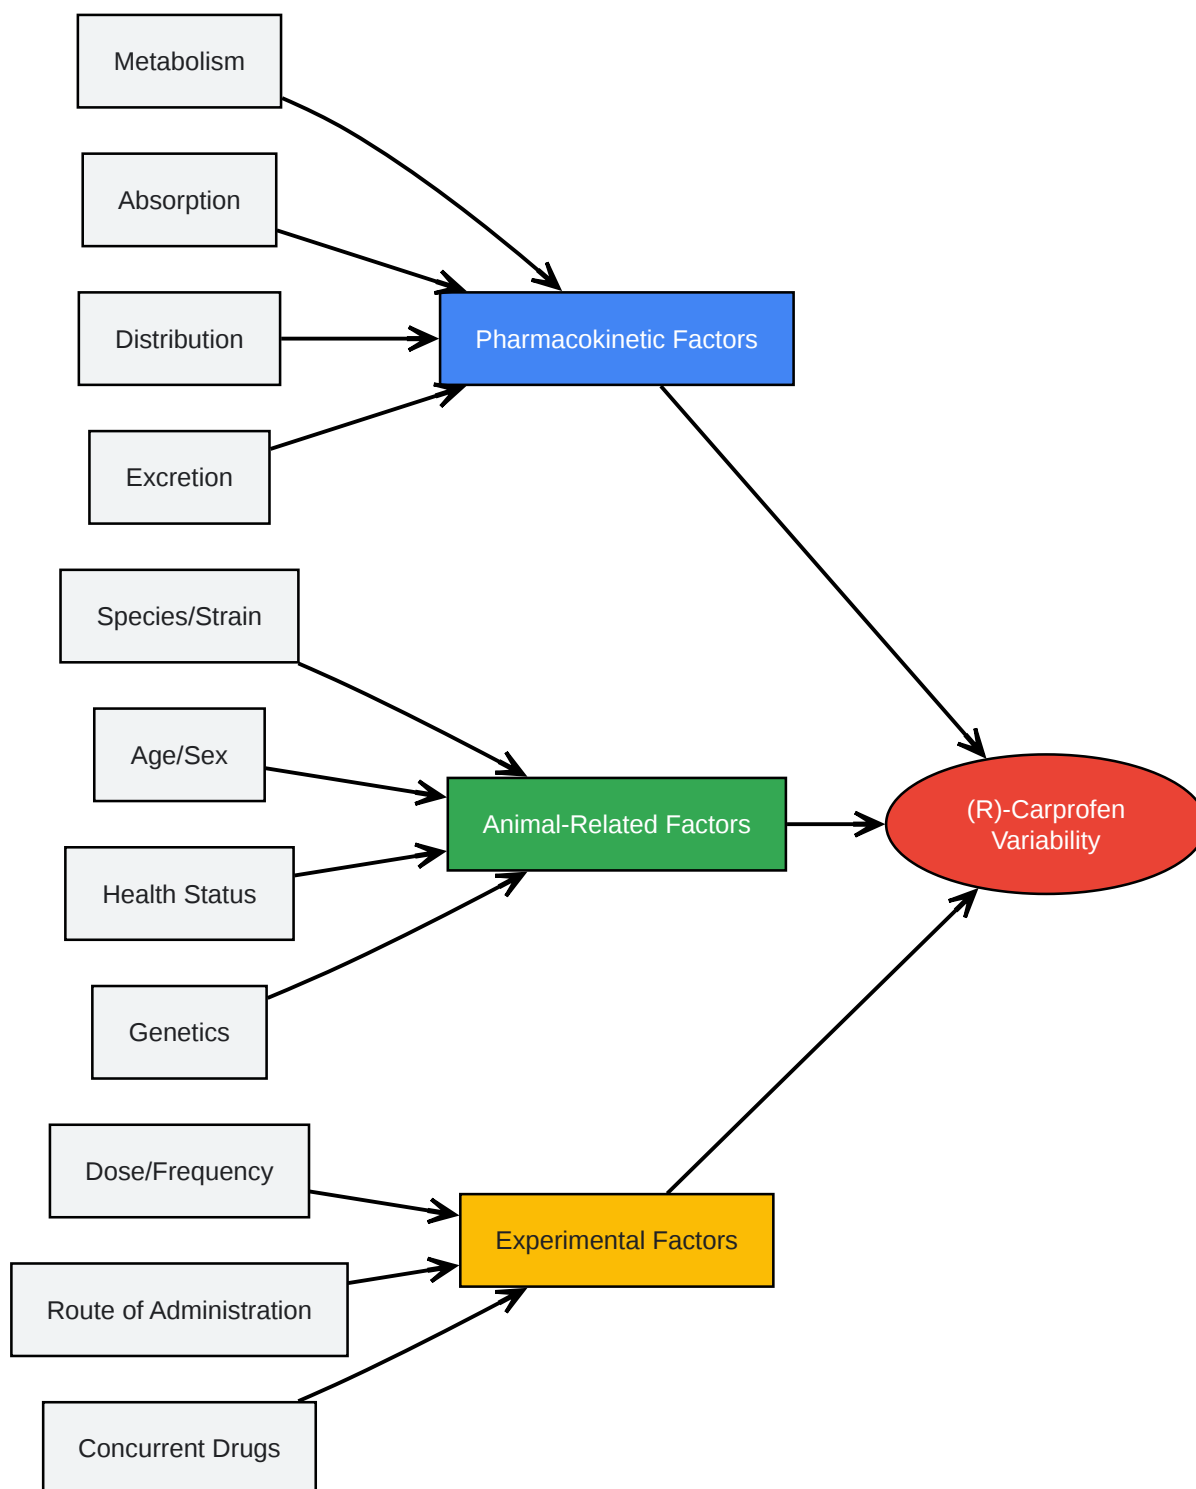 Metabolism
Absorption
Distribution
Excretion
Pharmacokinetic Factors
Species/Strain
Age/Sex
Health Status
Genetics
Animal-Related Factors
(R)-Carprofen
Variability
Dose/Frequency
Route of Administration
Concurrent Drugs
Experimental Factors